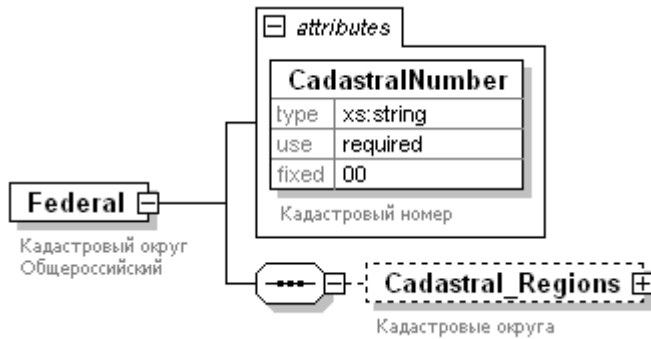 attributes
CadastralNumber
type xs:string
use required
fixed 00
Кадастровый номер
Federal
Кадастровый округ
Общероссийский
Cadastral_Regions
Кадастровые округа